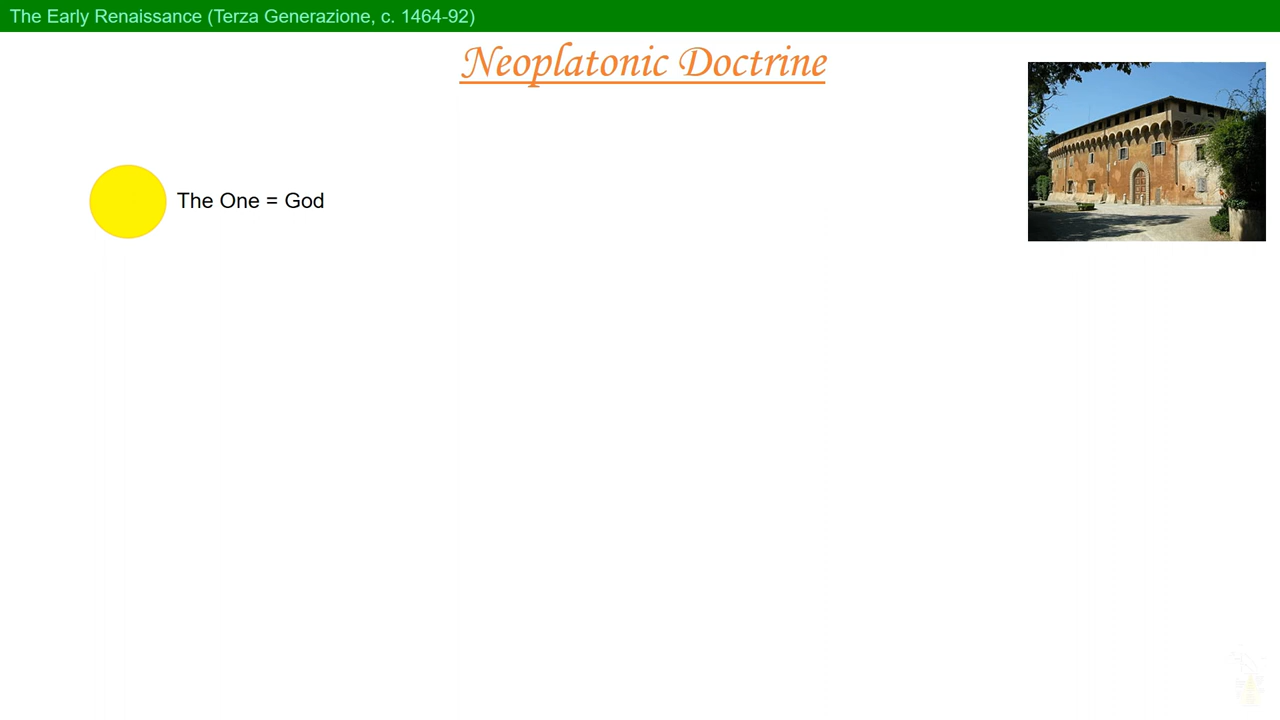 The Early Renaissance (Terza Generazione, c. 1464-92)
Neoplatonic Doctrine
The One = God